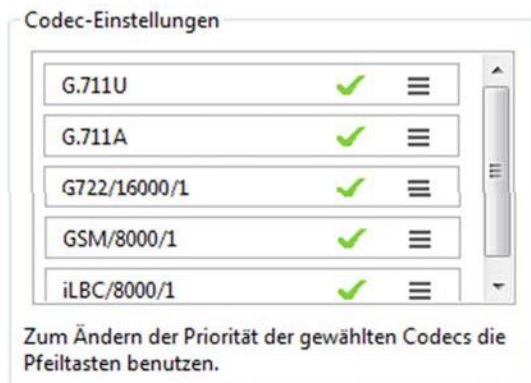 Codec-Einstellungen
G.711U
G.711A
G722/16000/1
GSM/8000/1
iLBC/8000/1
Zum Ändern der Priorität der gewählten Codecs die
Pfeiltasten benutzen.